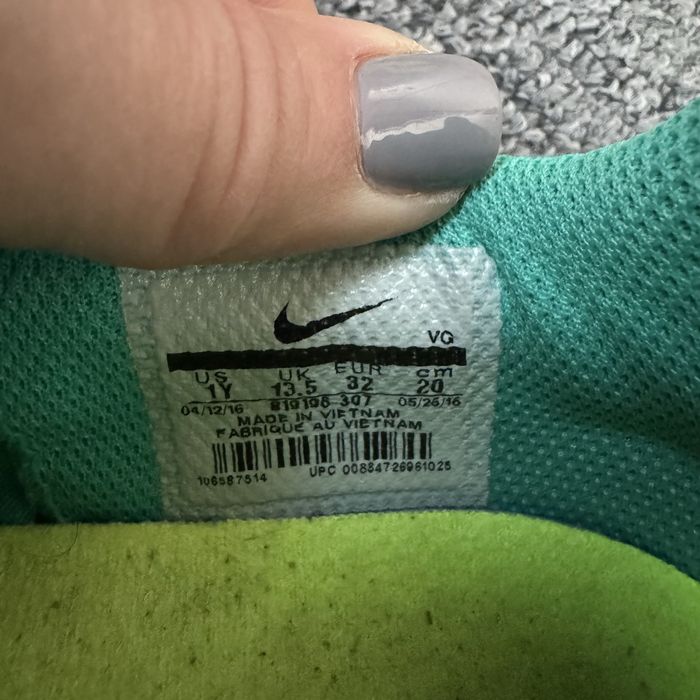 VG
US UK EUR cm
1Y 13.5 32 20
04/12/16 819198 307 05/26/16
MADE IN VIETNAM
FABRIQUE AU VIETNAM
106587514 UPC 00884726961025